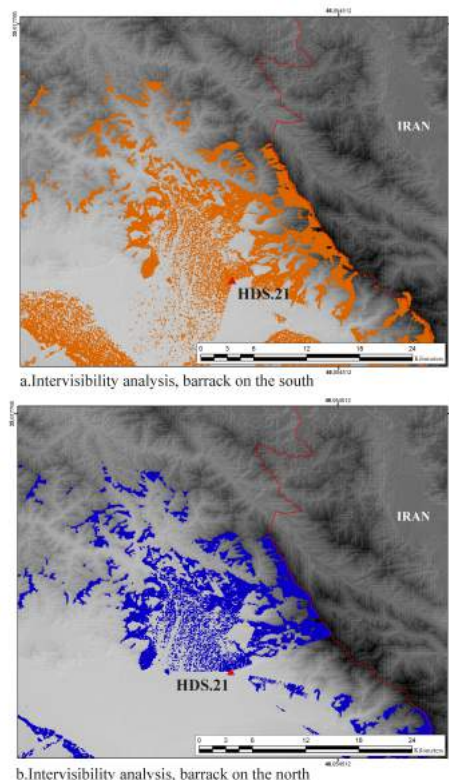 IRAN
HDS.21
0 3 6 12 18 24
Kilometers
a.Intervisibility analysis, barrack on the south
IRAN
HDS.21
0 3 6 12 18 24
b.Intervisibility analysis, barrack on the north